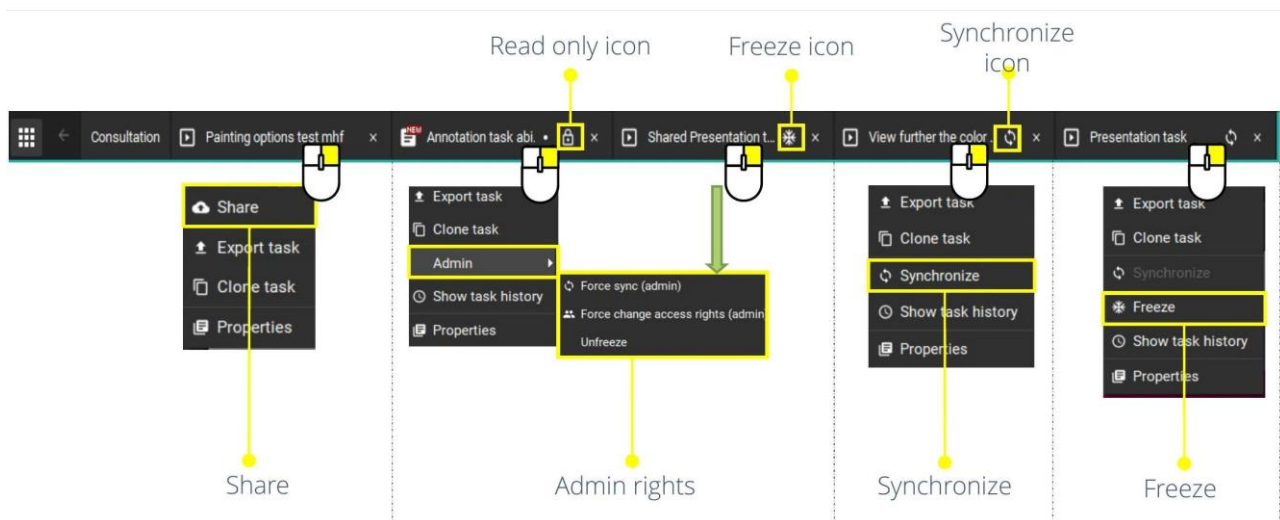 Read only icon
Freeze icon
Synchronize
icon
Consultation
Painting options test mhf
NEW
Annotation task abi.
Shared Presentation t...
View further the color .
Presentation task
Share
Export task
Clone task
Properties
Export task
Clone task
Admin
Show task history
Properties
Force sync (admin)
Force change access rights (admin
Unfreeze
Export task
Clone task
Synchronize
Show task history
Properties
Export task
Clone task
Synchronize
Freeze
Show task history
Properties
Share
Admin rights
Synchronize
Freeze